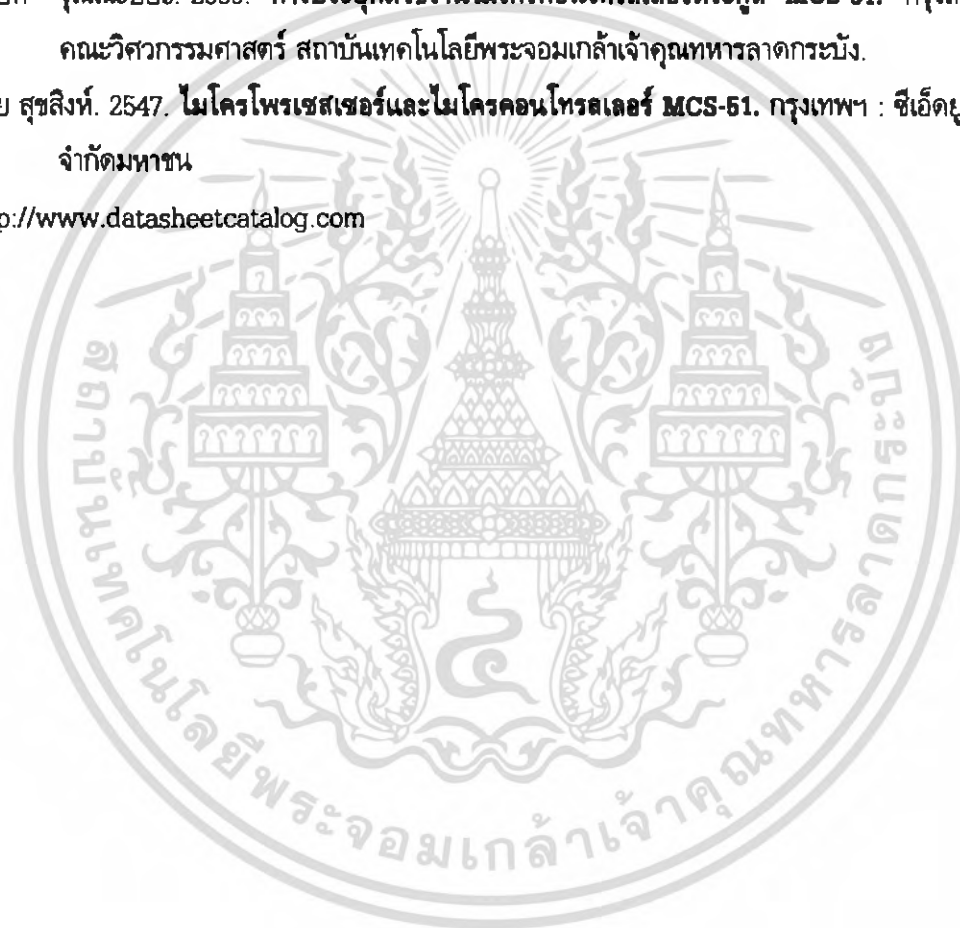 MCS-51.
คณะวิศวกรรมศาสตร์ สถาบันเทคโนโลยีพระจอมเกล้าเจ้าคุณทหารลาดกระบัง.
สุขสิงห์. 2547. ไมโครโพรเซสเซอร์และไมโครคอนโทรลเลอร์ MCS-51. กรุงเทพฯ : ซีเอ็ดยู
จำกัดมหาชน
p://www.datasheetcatalog.com
สถาบันเทคโนโลยีพระจอมเกล้าเจ้าคุณทหารลาดกระบัง